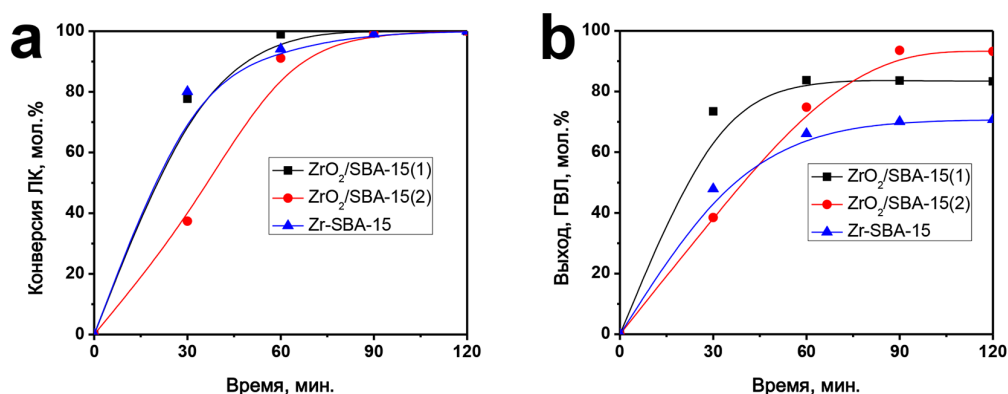 a
Конверсия ЛК, мол.%
100
80
60
40
20
0
ZrO2/SBA-15(1)
ZrO2/SBA-15(2)
Zr-SBA-15
0 30 60 90 120
Время, мин.
b
Выход, ГВЛ, мол.%
100
80
60
40
20
0
ZrO2/SBA-15(1)
ZrO2/SBA-15(2)
Zr-SBA-15
0 30 60 90 120
Время, мин.